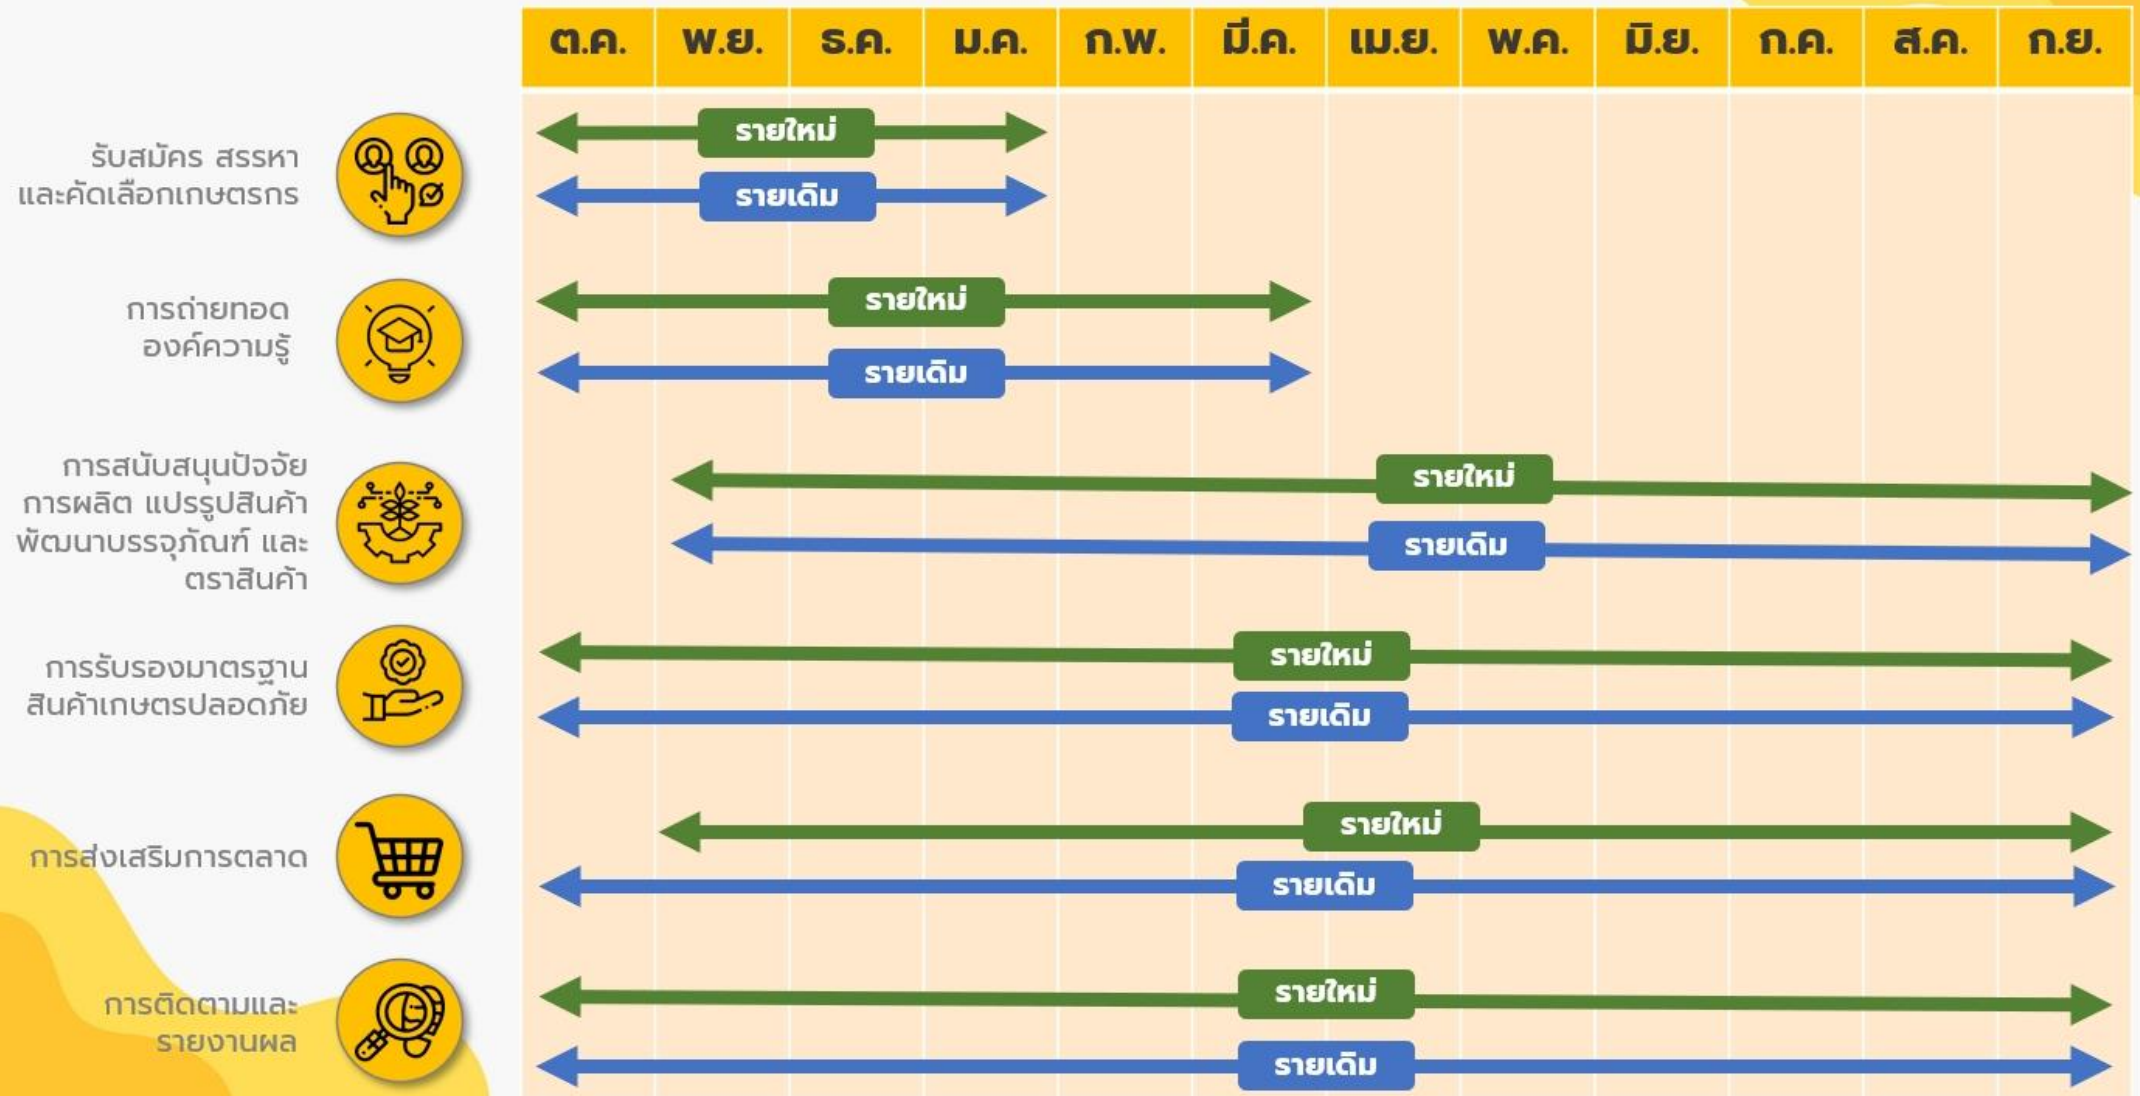 ต.ค. พ.ย. ธ.ค. ม.ค. ก.พ. มี.ค. เม.ย. พ.ค. มิ.ย. ก.ค. ส.ค. ก.ย.
รับสมัคร สรรหา
และคัดเลือกเกษตรกร
รายใหม่
รายเดิม
การถ่ายทอด
องค์ความรู้
รายใหม่
รายเดิม
การสนับสนุนปัจจัย
การผลิต แปรรูปสินค้า
พัฒนาบรรจุภัณฑ์ และ
ตราสินค้า
รายใหม่
รายเดิม
การรับรองมาตรฐาน
สินค้าเกษตรปลอดภัย
รายใหม่
รายเดิม
การส่งเสริมการตลาด
รายใหม่
รายเดิม
การติดตามและ
รายงานผล
รายใหม่
รายเดิม